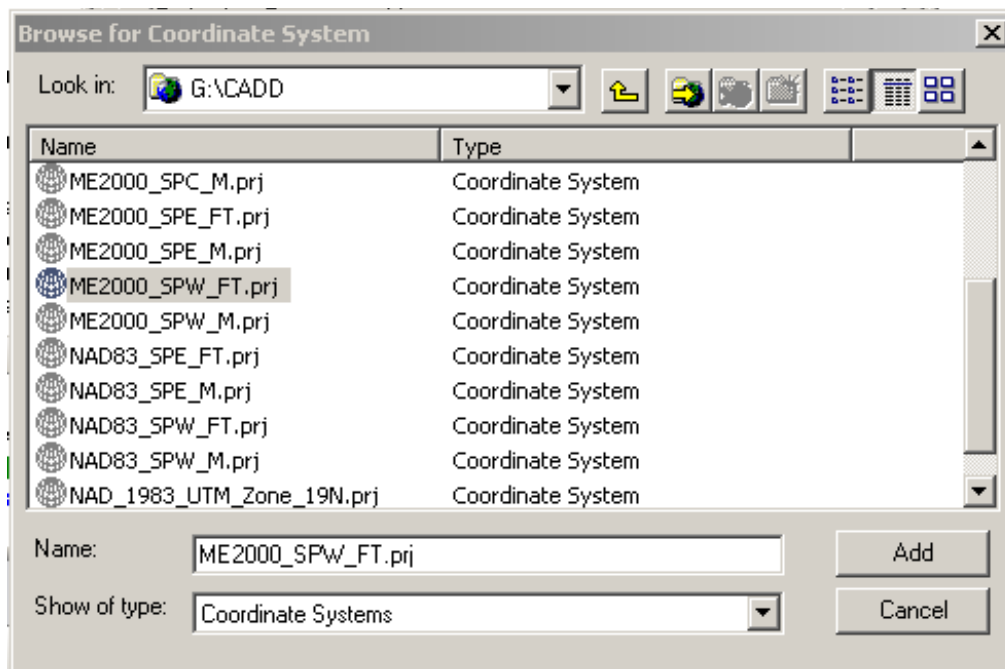 Browse for Coordinate System
Look in: G:\CADD
Name Type
ME2000_SPC_M.prj Coordinate System
ME2000_SPE_FT.prj Coordinate System
ME2000_SPE_M.prj Coordinate System
ME2000_SPW_FT.prj Coordinate System
ME2000_SPW_M.prj Coordinate System
NAD83_SPE_FT.prj Coordinate System
NAD83_SPE_M.prj Coordinate System
NAD83_SPW_FT.prj Coordinate System
NAD83_SPW_M.prj Coordinate System
NAD_1983_UTM_Zone_19N.prj Coordinate System
Name: ME2000_SPW_FT.prj Add
Show of type: Coordinate Systems Cancel